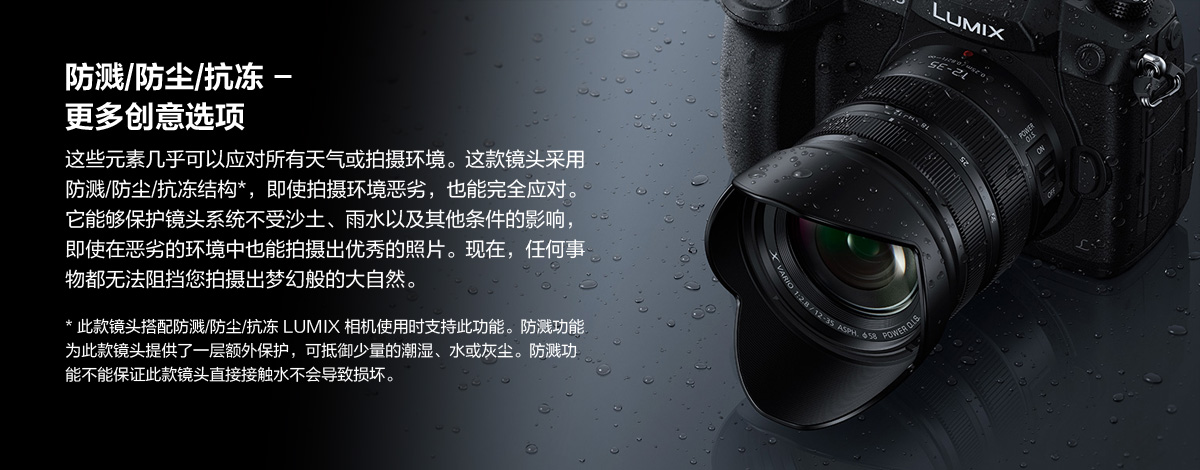 防溅/防尘/抗冻 –
更多创意选项
这些元素几乎可以应对所有天气或拍摄环境。这款镜头采用
防溅/防尘/抗冻结构*，即使拍摄环境恶劣，也能完全应对。
它能够保护镜头系统不受沙土、雨水以及其他条件的影响，
即使在恶劣的环境中也能拍摄出优秀的照片。现在，任何事
物都无法阻挡您拍摄出梦幻般的大自然。
* 此款镜头搭配防溅/防尘/抗冻 LUMIX 相机使用时支持此功能。防溅功能
为此款镜头提供了一层额外保护，可抵御少量的潮湿、水或灰尘。防溅功
能不能保证此款镜头直接接触水不会导致损坏。
LUMIX
12-35
POWER
O.I.S.
ON
OFF
25
X VARIO 1:2.8 / 12-35 ASPH. ϕ58 POWER O.I.S.